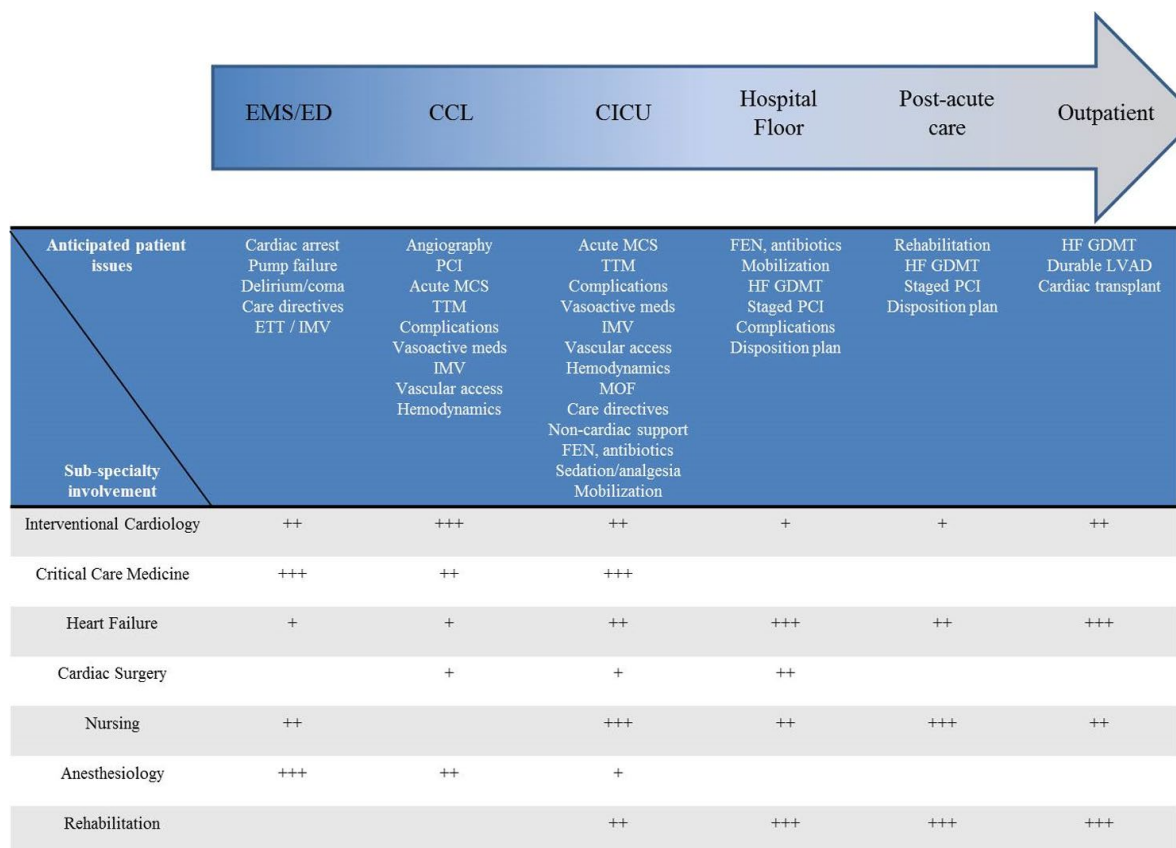 EMS/ED
CCL
CICU
Hospital
Floor
Post-acute
care
Outpatient
Anticipated patient
issues
Sub-specialty
involvement
Cardiac arrest
Pump failure
Delirium/coma
Care directives
ETT / IMV
Angiography
PCI
Acute MCS
TTM
Complications
Vasoactive meds
IMV
Vascular access
Hemodynamics
Acute MCS
TTM
Complications
Vasoactive meds
IMV
Vascular access
Hemodynamics
MOF
Care directives
Non-cardiac support
FEN, antibiotics
Sedation/analgesia
Mobilization
FEN, antibiotics
Mobilization
HF GDMT
Staged PCI
Complications
Disposition plan
Rehabilitation
HF GDMT
Staged PCI
Disposition plan
HF GDMT
Durable LVAD
Cardiac transplant
Interventional Cardiology ++ +++ ++ + + ++
Critical Care Medicine +++ ++ +++
Heart Failure + + ++ +++ ++ +++
Cardiac Surgery + + ++
Nursing ++ +++ ++ +++ ++
Anesthesiology +++ ++ +
Rehabilitation ++ +++ +++ +++